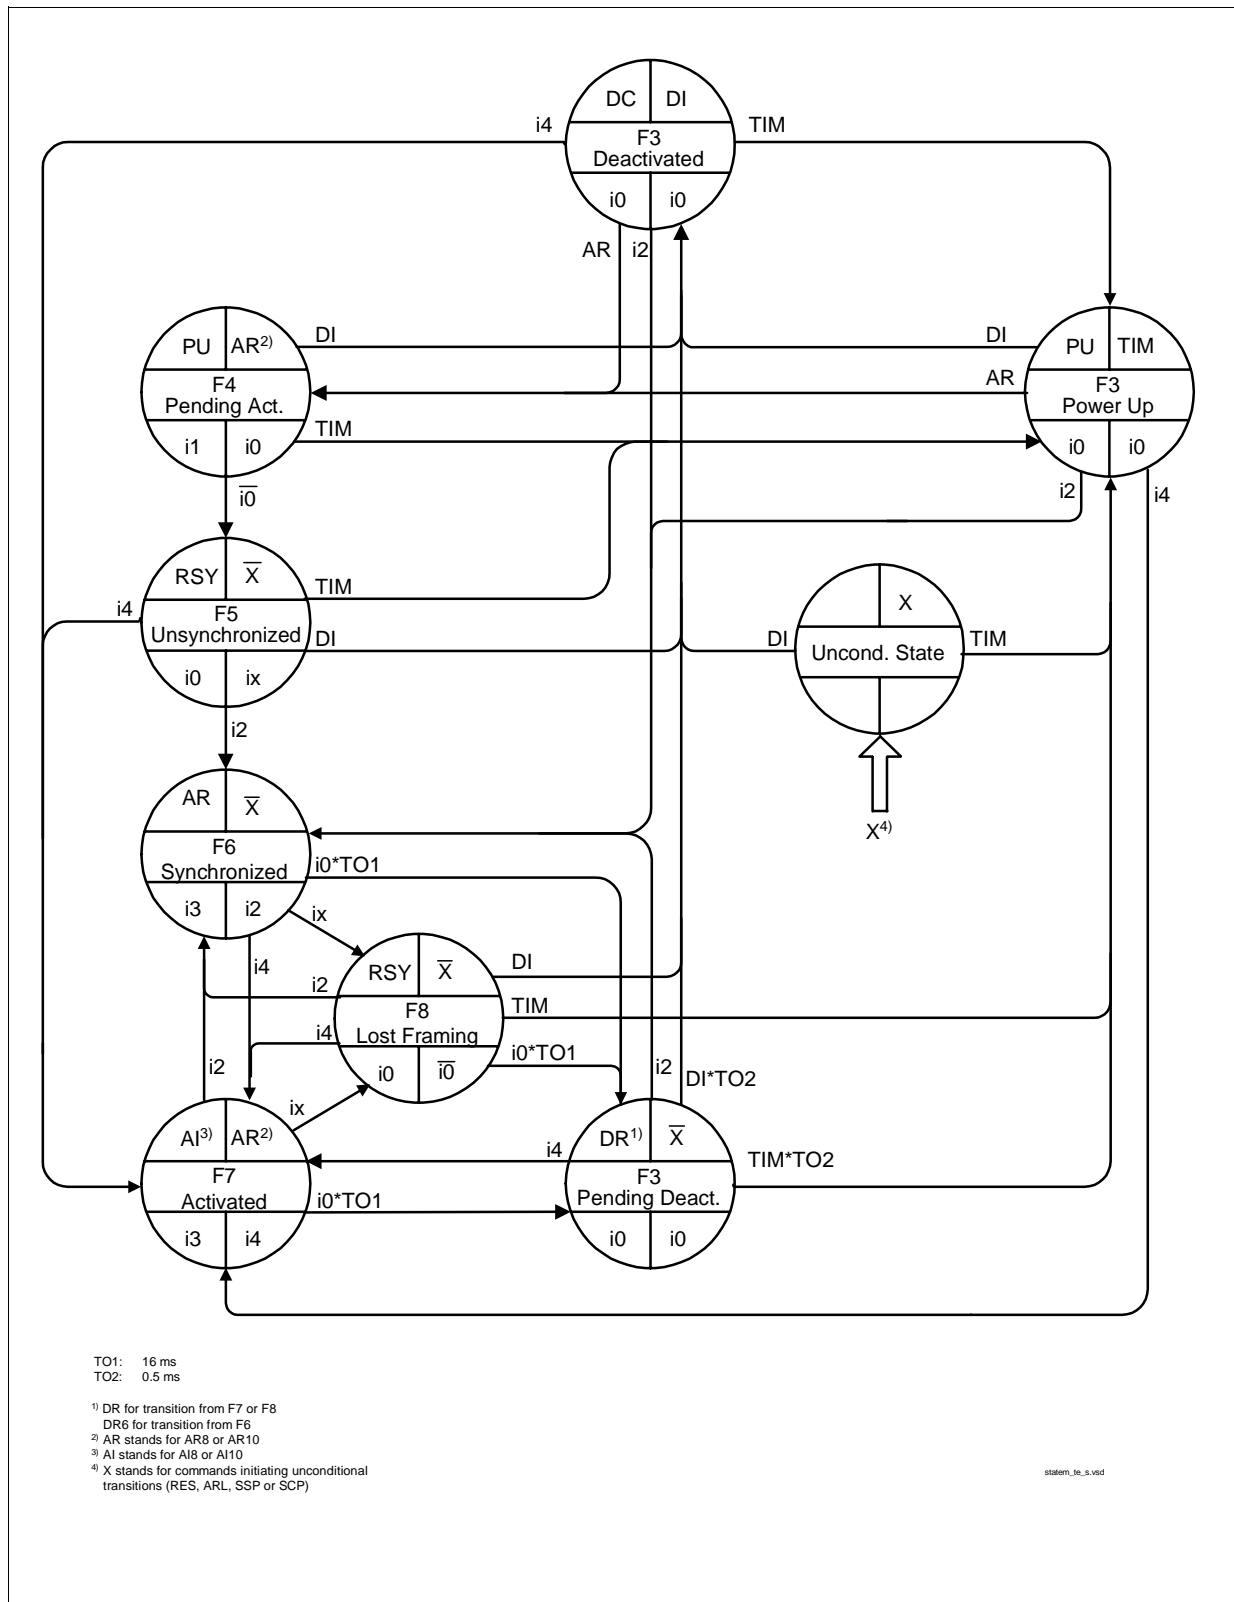 DC DI
i4 TIM
F3
Deactivated
i0 i0
AR i2
PU AR²⁾ DI
DI PU TIM
F4
Pending Act.
AR F3
Power Up
TIM
i1 i0
i0 i0
i̅0̅
i2 i4
RSY X̅
TIM
X
i4 F5
Unsynchronized
DI
DI Uncond. State TIM
i0 ix
i2
AR X̅
X⁴⁾
F6
Synchronized
i0*TO1
i3 i2
ix
i4
RSY X̅ DI
i2
F8
Lost Framing
TIM
i4
i0*TO1
i0 i̅0̅
i2
i2
DI*TO2
ix
AI³⁾ AR²⁾
DR¹⁾ X̅
i4
TIM*TO2
F7
Activated
F3
Pending Deact.
i0*TO1
i3 i4
i0 i0
TO1: 16 ms
TO2: 0.5 ms
¹⁾ DR for transition from F7 or F8
DR6 for transition from F6
²⁾ AR stands for AR8 or AR10
³⁾ AI stands for AI8 or AI10
⁴⁾ X stands for commands initiating unconditional
transitions (RES, ARL, SSP or SCP)
statem_te_s.vsd